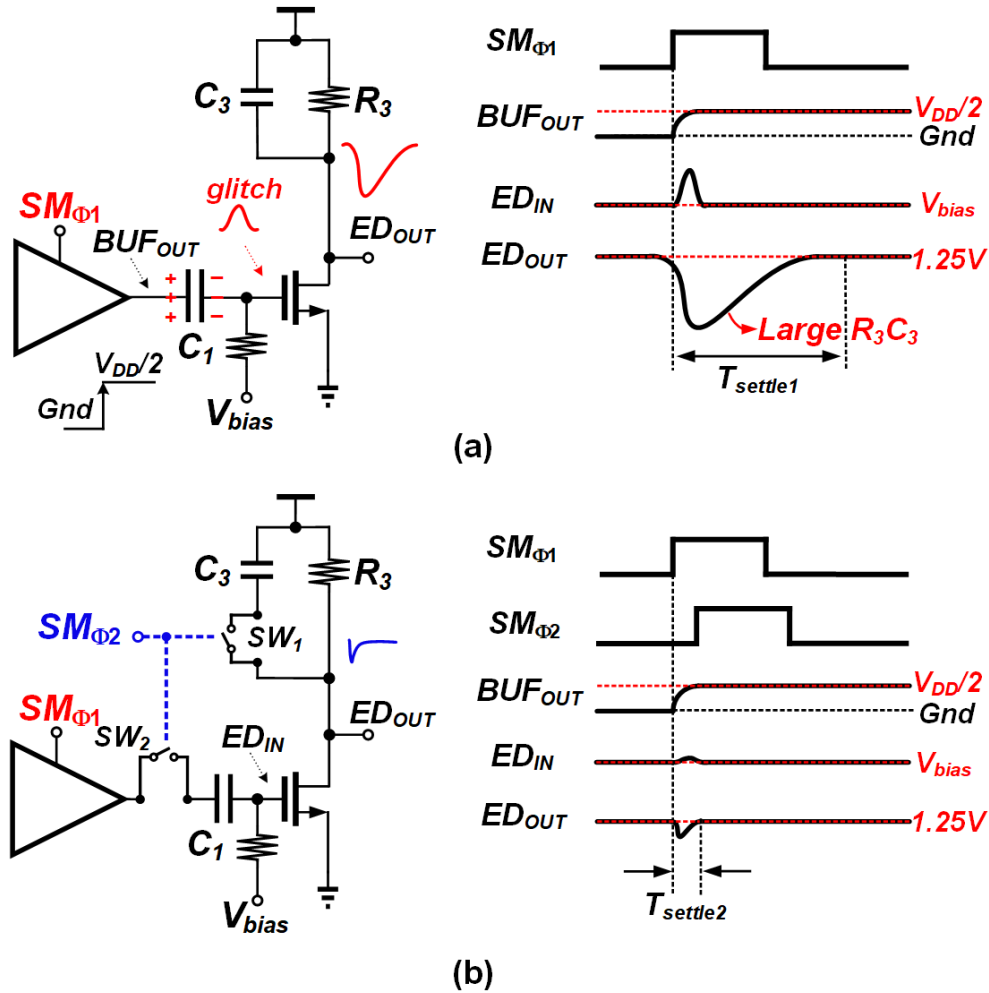 C3
R3
glitch
SMΦ1
BUFOUT
EDOUT
+ −
+ −
+ −
C1
VDD/2
Gnd
Vbias
SMΦ1
BUFOUT
VDD/2
Gnd
EDIN
Vbias
EDOUT
1.25V
Large R3C3
Tsettle1
(a)
C3
R3
SMΦ2
SW1
SMΦ1
SW2
EDIN
EDOUT
C1
Vbias
SMΦ1
SMΦ2
BUFOUT
VDD/2
Gnd
EDIN
Vbias
EDOUT
1.25V
Tsettle2
(b)